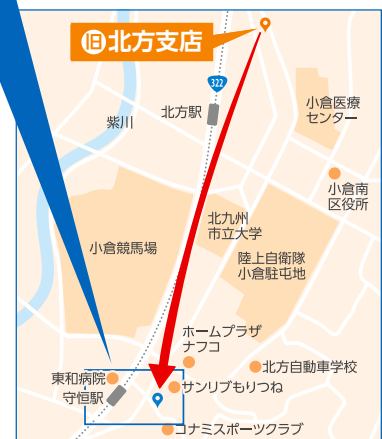 旧北方支店
322
北方駅
紫川
小倉医療
センター
小倉南
区役所
北九州
市立大学
小倉競馬場
陸上自衛隊
小倉駐屯地
ホームプラザ
ナフコ
東和病院
北方自動車学校
守恒駅
サンリブもりつね
コナミスポーツクラブ